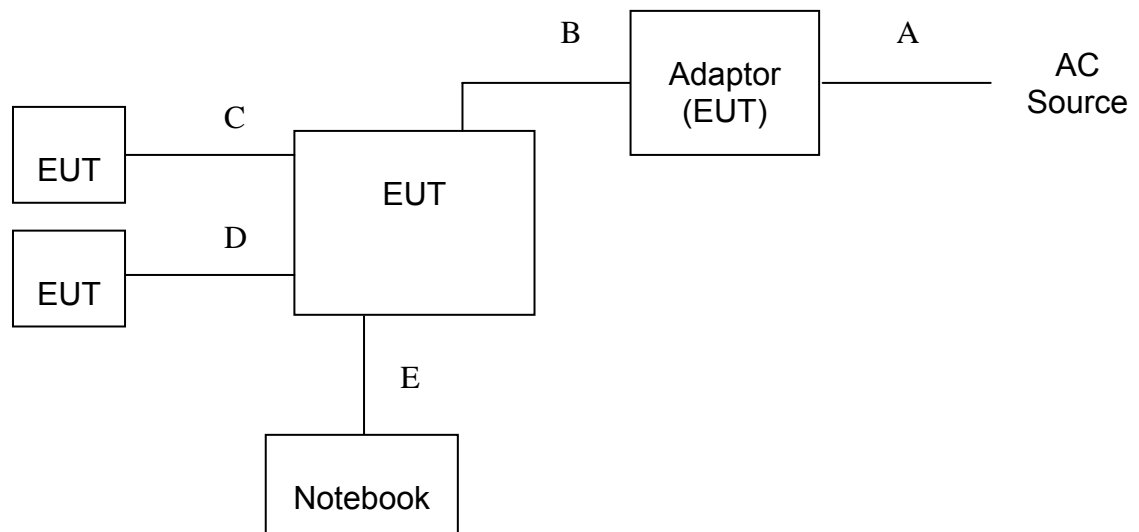 B
A
Adaptor
(EUT)
AC
Source
C
EUT
EUT
D
EUT
E
Notebook